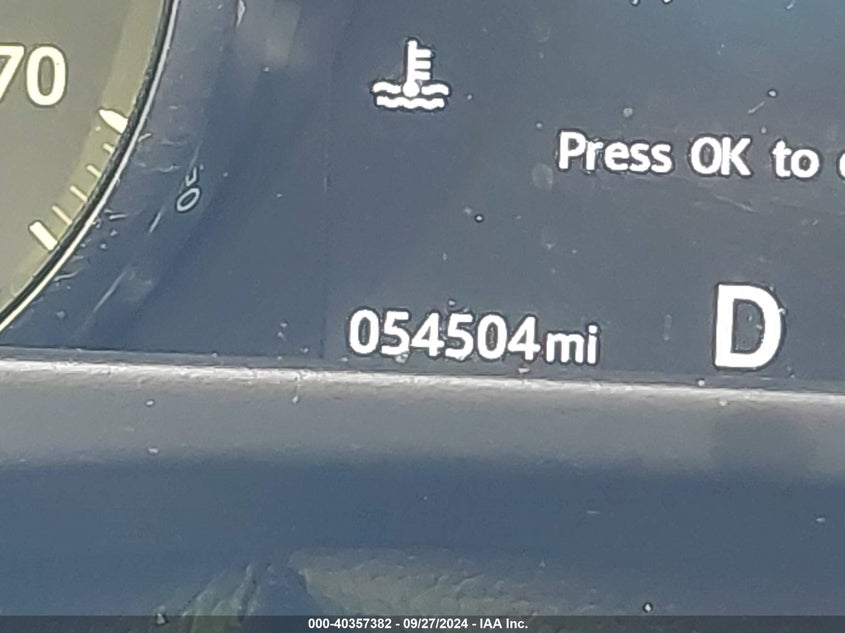 70
Press OK to
054504mi
D
000-40357382 - 09/27/2024 - IAA Inc.